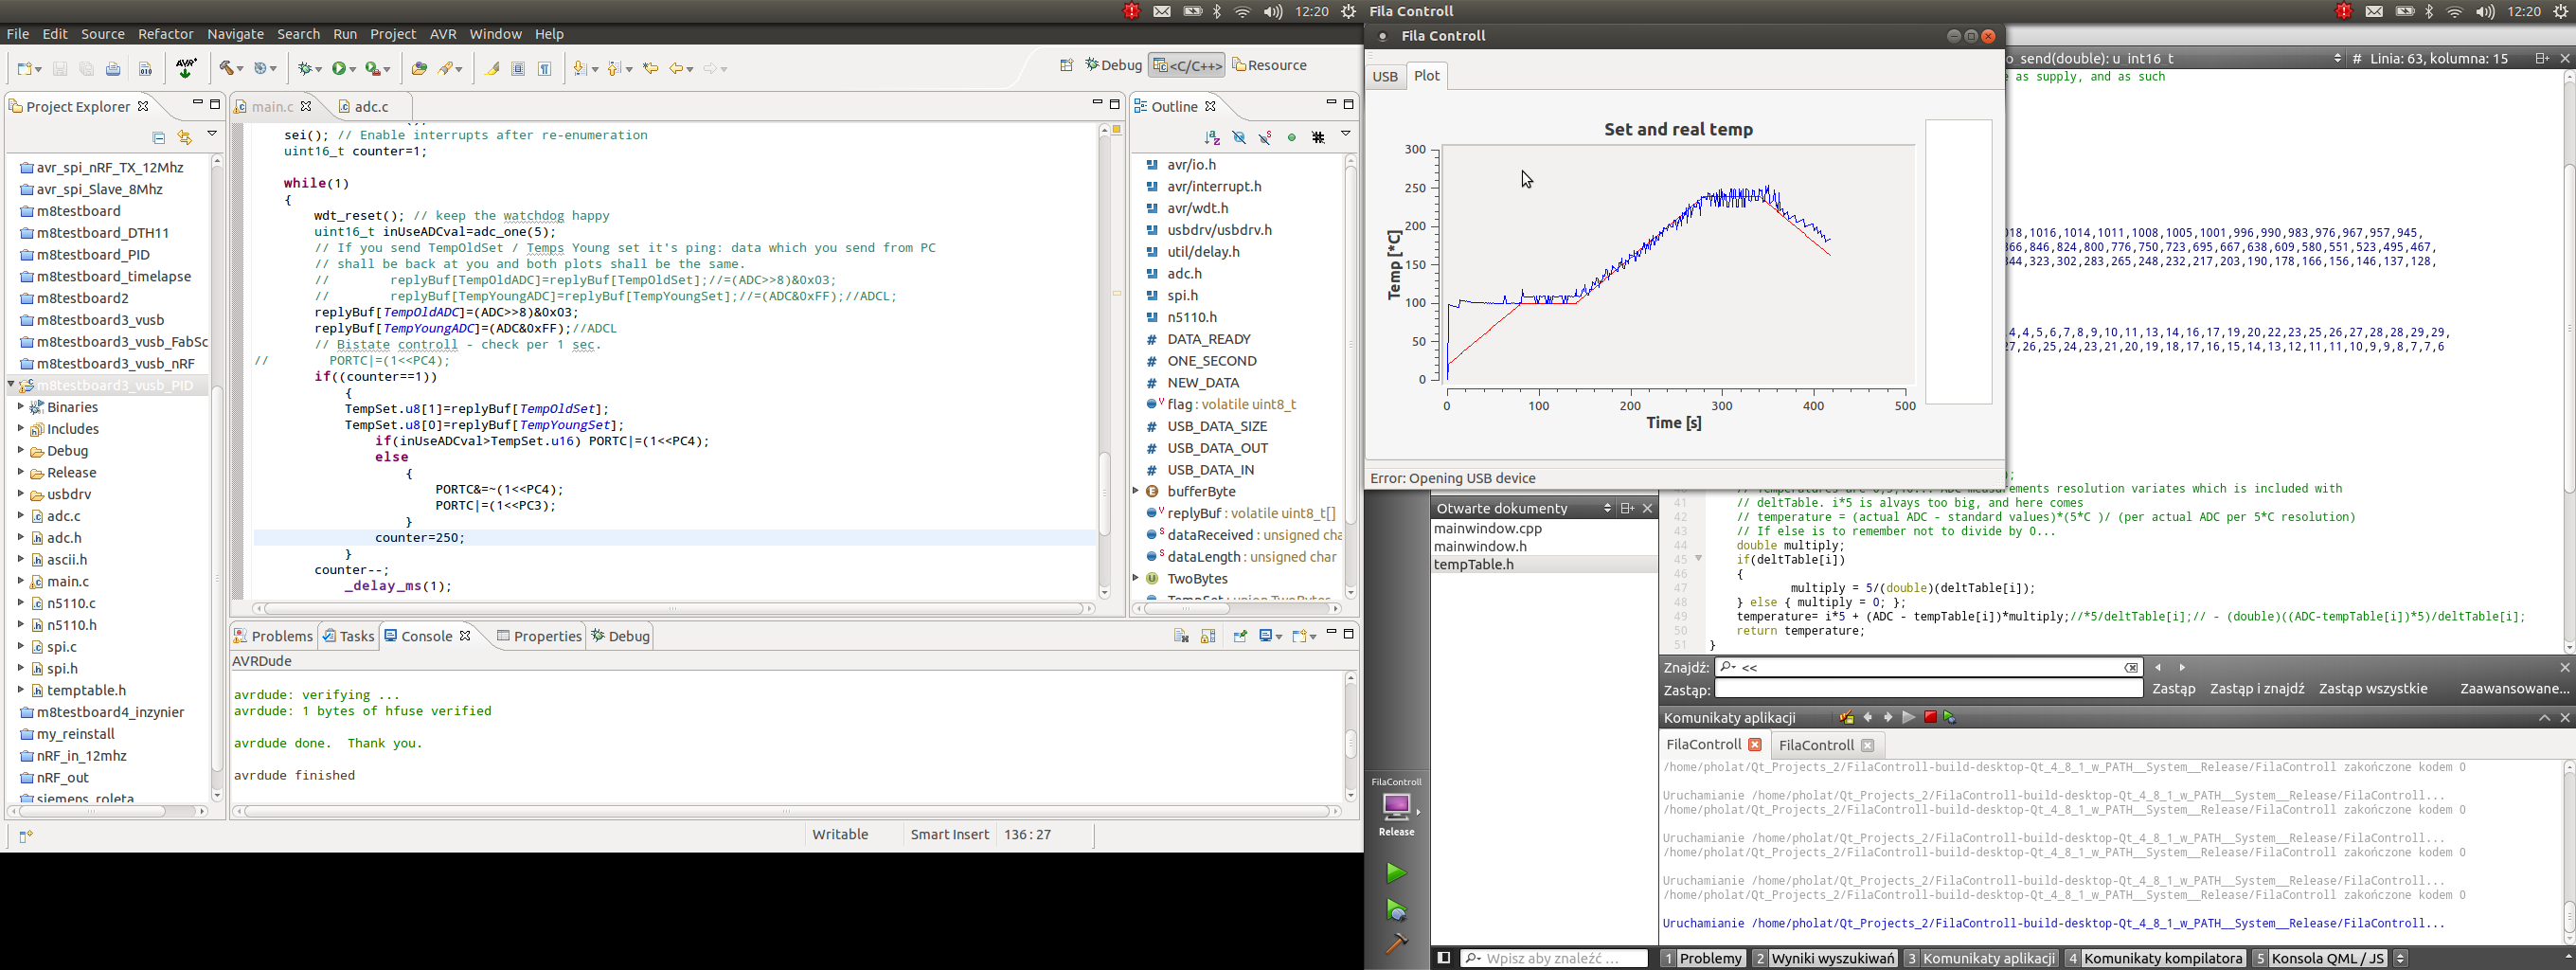 12:20
Fila Controll
12:20
File Edit Source Refactor Navigate Search Run Project AVR Window Help
Debug <C/C++> Resource
Project Explorer
avr_spi_nRF_TX_12Mhz
avr_spi_Slave_8Mhz
m8testboard
m8testboard_DTH11
m8testboard_PID
m8testboard_timelapse
m8testboard2
m8testboard3_vusb
m8testboard3_vusb_FabSc
m8testboard3_vusb_nRF
m8testboard3_vusb_PID
Binaries
Includes
Debug
Release
usbdrv
adc.c
adc.h
ascii.h
main.c
n5110.c
n5110.h
spi.c
spi.h
temptable.h
m8testboard4_inzynier
my_reinstall
nRF_in_12mhz
nRF_out
siemens_roleta
main.c adc.c
sei(); // Enable interrupts after re-enumeration
uint16_t counter=1;
while(1)
{
wdt_reset(); // keep the watchdog happy
uint16_t inUseADCval=adc_one(5);
// If you send TempOldSet / Temps Young set it's ping: data which you send from PC
// shall be back at you and both plots shall be the same.
// replyBuf[TempOldADC]=replyBuf[TempOldSet];//=(ADC>>8)&0x03;
// replyBuf[TempYoungADC]=replyBuf[TempYoungSet];//=(ADC&0xFF);//ADCL;
replyBuf[TempOldADC]=(ADC>>8)&0x03;
replyBuf[TempYoungADC]=(ADC&0xFF);//ADCL
// Bistate controll - check per 1 sec.
// PORTC|=(1<<PC4);
if((counter==1))
{
TempSet.u8[1]=replyBuf[TempOldSet];
TempSet.u8[0]=replyBuf[TempYoungSet];
if(inUseADCval>TempSet.u16) PORTC|=(1<<PC4);
else
{
PORTC&=~(1<<PC4);
PORTC|=(1<<PC3);
}
counter=250;
}
counter--;
_delay_ms(1);
Outline
avr/io.h
avr/interrupt.h
avr/wdt.h
usbdrv/usbdrv.h
util/delay.h
adc.h
spi.h
n5110.h
DATA_READY
ONE_SECOND
NEW_DATA
flag : volatile uint8_t
USB_DATA_SIZE
USB_DATA_OUT
USB_DATA_IN
bufferByte
replyBuf : volatile uint8_t[]
dataReceived : unsigned cha
dataLength : unsigned char
TwoBytes
TempSet : union TwoBytes
Problems Tasks Console Properties Debug
AVRDude
avrdude: verifying ...
avrdude: 1 bytes of hfuse verified
avrdude done. Thank you.
avrdude finished
Writable Smart Insert 136 : 27
Fila Controll
USB Plot
Set and real temp
Temp [*C]
300
250
200
150
100
50
0
0 100 200 300 400 500
Time [s]
Error: Opening USB device
o_send(double): u_int16_t # Linia: 63, kolumna: 15
e as supply, and as such
018,1016,1014,1011,1008,1005,1001,996,990,983,976,967,957,945,
866,846,824,800,776,750,723,695,667,638,609,580,551,523,495,467,
344,323,302,283,265,248,232,217,203,190,178,166,156,146,137,128,
4,4,5,6,7,8,9,10,11,13,14,16,17,19,20,22,23,25,26,27,28,28,29,29,
27,26,25,24,23,21,20,19,18,17,16,15,14,13,12,11,11,10,9,9,8,7,7,6
Otwarte dokumenty
mainwindow.cpp
mainwindow.h
tempTable.h
41 // deltTable. i*5 is alvays too big, and here comes
42 // temperature = (actual ADC - standard values)*(5*C )/ (per actual ADC per 5*C resolution)
43 // If else is to remember not to divide by 0...
44 double multiply;
45 if(deltTable[i])
46 {
47 multiply = 5/(double)(deltTable[i]);
48 } else { multiply = 0; };
49 temperature= i*5 + (ADC - tempTable[i])*multiply;//*5/deltTable[i];// - (double)((ADC-tempTable[i])*5)/deltTable[i];
50 return temperature;
51 }
Znajdź: <<
Zastąp: Zastąp Zastąp i znajdź Zastąp wszystkie Zaawansowane...
Komunikaty aplikacji
FilaControll FilaControll
/home/pholat/Qt_Projects_2/FilaControll-build-desktop-Qt_4_8_1_w_PATH__System__Release/FilaControll zakończone kodem 0
Uruchamianie /home/pholat/Qt_Projects_2/FilaControll-build-desktop-Qt_4_8_1_w_PATH__System__Release/FilaControll...
/home/pholat/Qt_Projects_2/FilaControll-build-desktop-Qt_4_8_1_w_PATH__System__Release/FilaControll zakończone kodem 0
Uruchamianie /home/pholat/Qt_Projects_2/FilaControll-build-desktop-Qt_4_8_1_w_PATH__System__Release/FilaControll...
/home/pholat/Qt_Projects_2/FilaControll-build-desktop-Qt_4_8_1_w_PATH__System__Release/FilaControll zakończone kodem 0
Uruchamianie /home/pholat/Qt_Projects_2/FilaControll-build-desktop-Qt_4_8_1_w_PATH__System__Release/FilaControll...
/home/pholat/Qt_Projects_2/FilaControll-build-desktop-Qt_4_8_1_w_PATH__System__Release/FilaControll zakończone kodem 0
Uruchamianie /home/pholat/Qt_Projects_2/FilaControll-build-desktop-Qt_4_8_1_w_PATH__System__Release/FilaControll...
FilaControll
Release
Wpisz aby znaleźć ... 1 Problemy 2 Wyniki wyszukiwań 3 Komunikaty aplikacji 4 Komunikaty kompilatora 5 Konsola QML / JS